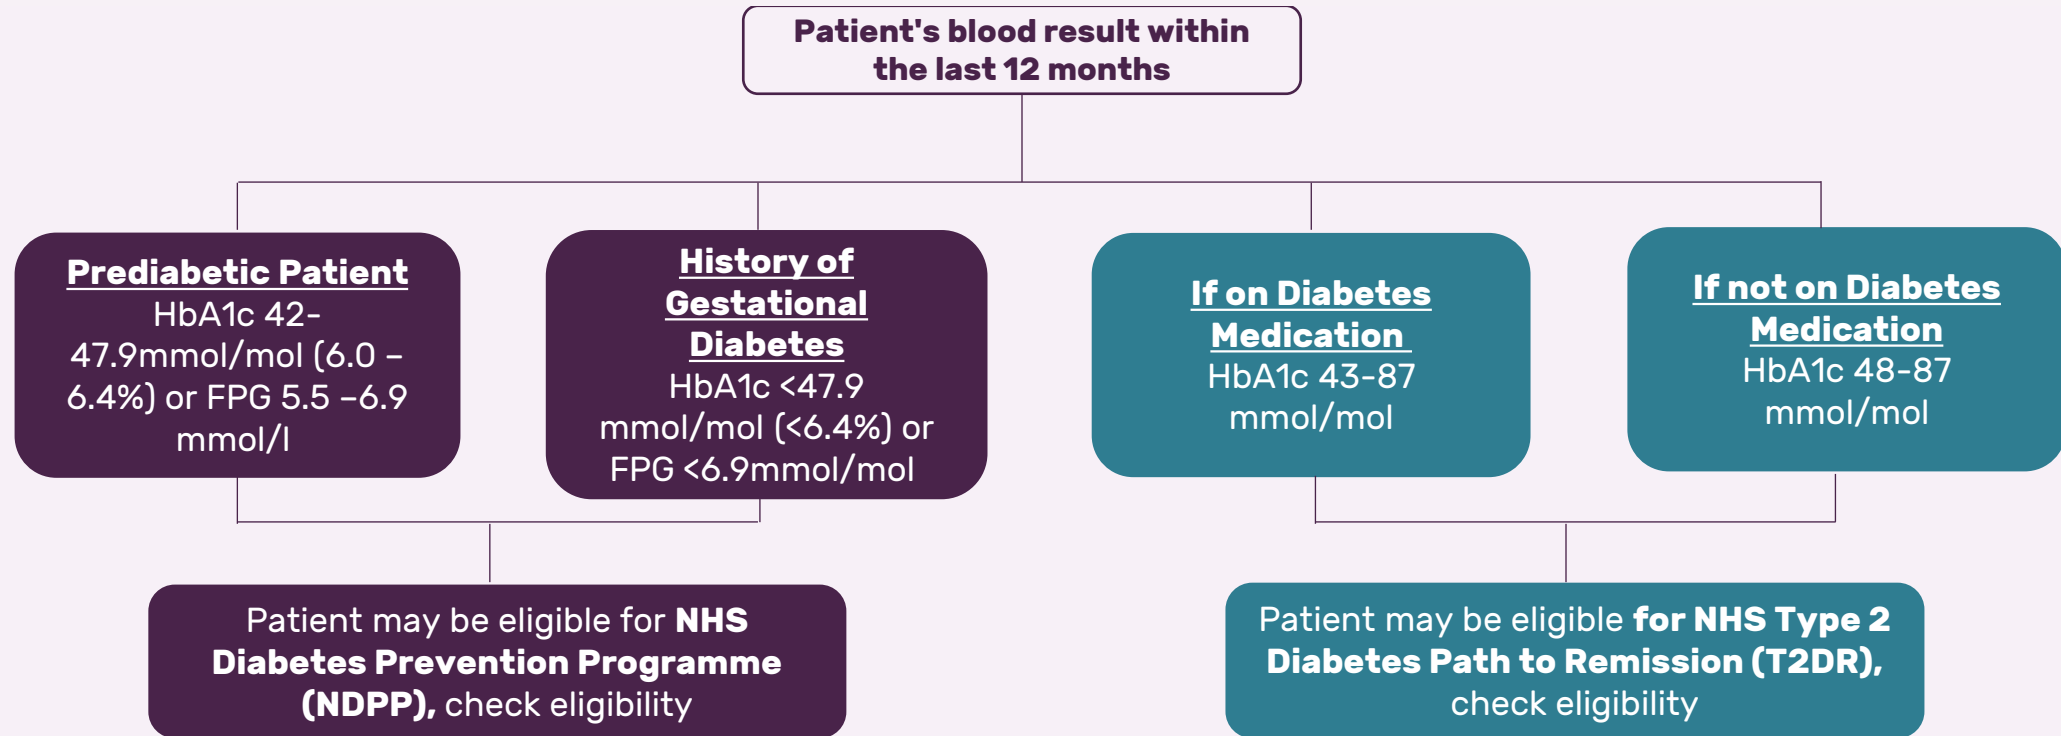 Patient's blood result within
the last 12 months
Prediabetic Patient
HbA1c 42-
47.9mmol/mol (6.0 –
6.4%) or FPG 5.5 –6.9
mmol/l
History of
Gestational
Diabetes
HbA1c <47.9
mmol/mol (<6.4%) or
FPG <6.9mmol/mol
If on Diabetes
Medication
HbA1c 43-87
mmol/mol
If not on Diabetes
Medication
HbA1c 48-87
mmol/mol
Patient may be eligible for NHS
Diabetes Prevention Programme
(NDPP), check eligibility
Patient may be eligible for NHS Type 2
Diabetes Path to Remission (T2DR),
check eligibility